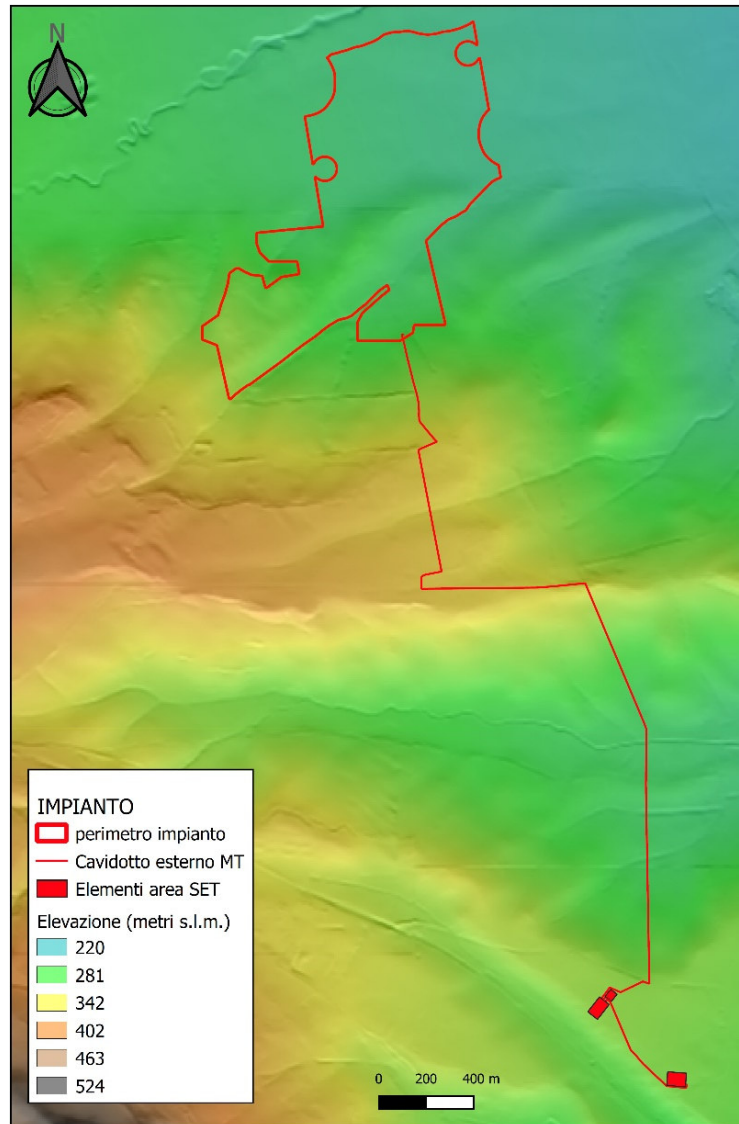 N
IMPIANTO
perimetro impianto
Cavidotto esterno MT
Elementi area SET
Elevazione (metri s.l.m.)
220
281
342
402
463
524
0 200 400 m